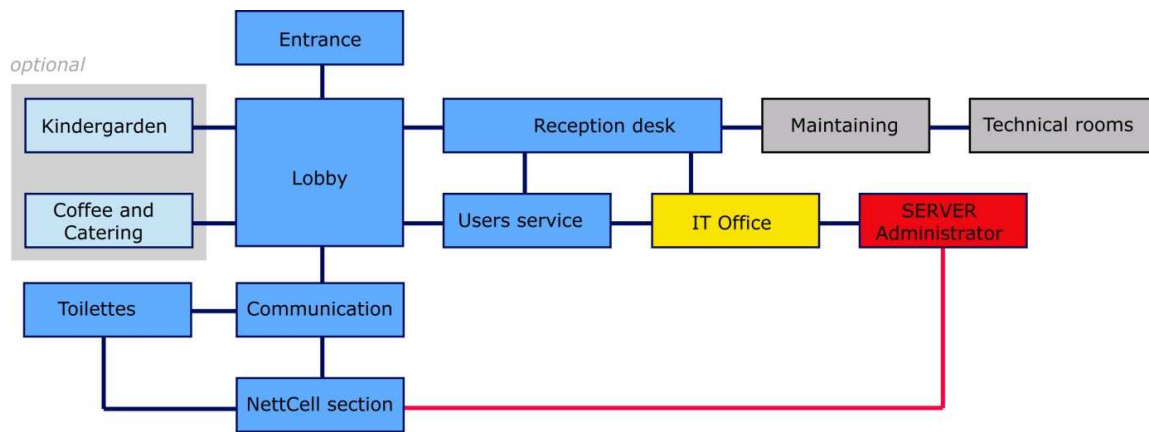 Entrance
optional
Kindergarden
Reception desk
Maintaining
Technical rooms
Lobby
Coffee and
Catering
Users service
IT Office
SERVER
Administrator
Toilettes
Communication
NettCell section